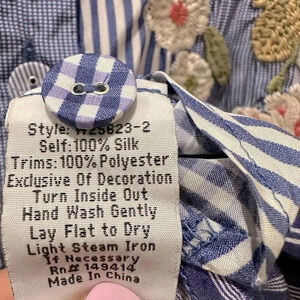 Style: W25623-2
Self: 100% Silk
Trims: 100% Polyester
Exclusive Of Decoration
Turn Inside Out
Hand Wash Gently
Lay Flat to Dry
Light Steam Iron
If Necessary
Rn# 149414
Made In China